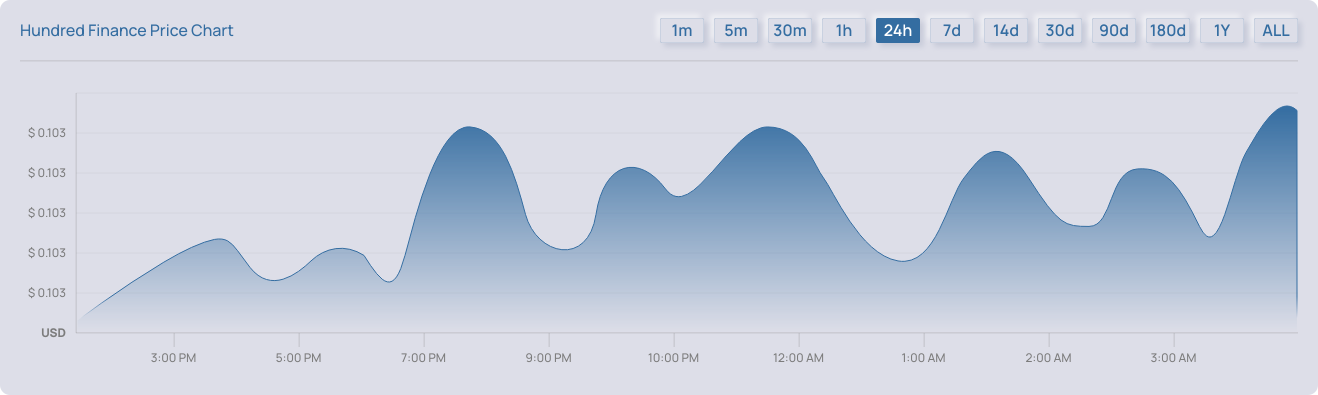 Hundred Finance Price Chart
1m 5m 30m 1h 24h 7d 14d 30d 90d 180d 1Y ALL
$ 0.103
$ 0.103
$ 0.103
$ 0.103
$ 0.103
USD
3:00 PM 5:00 PM 7:00 PM 9:00 PM 10:00 PM 12:00 AM 1:00 AM 2:00 AM 3:00 AM